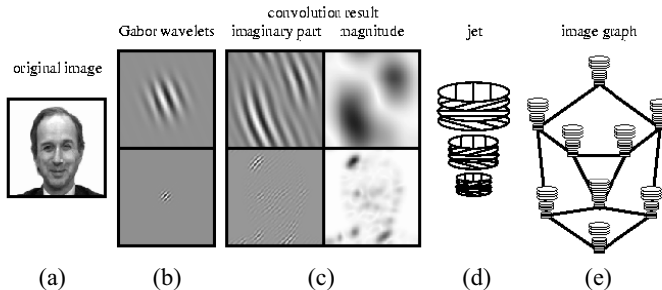 convolution result
Gabor wavelets imaginary part magnitude jet image graph
original image
(a) (b) (c) (d) (e)